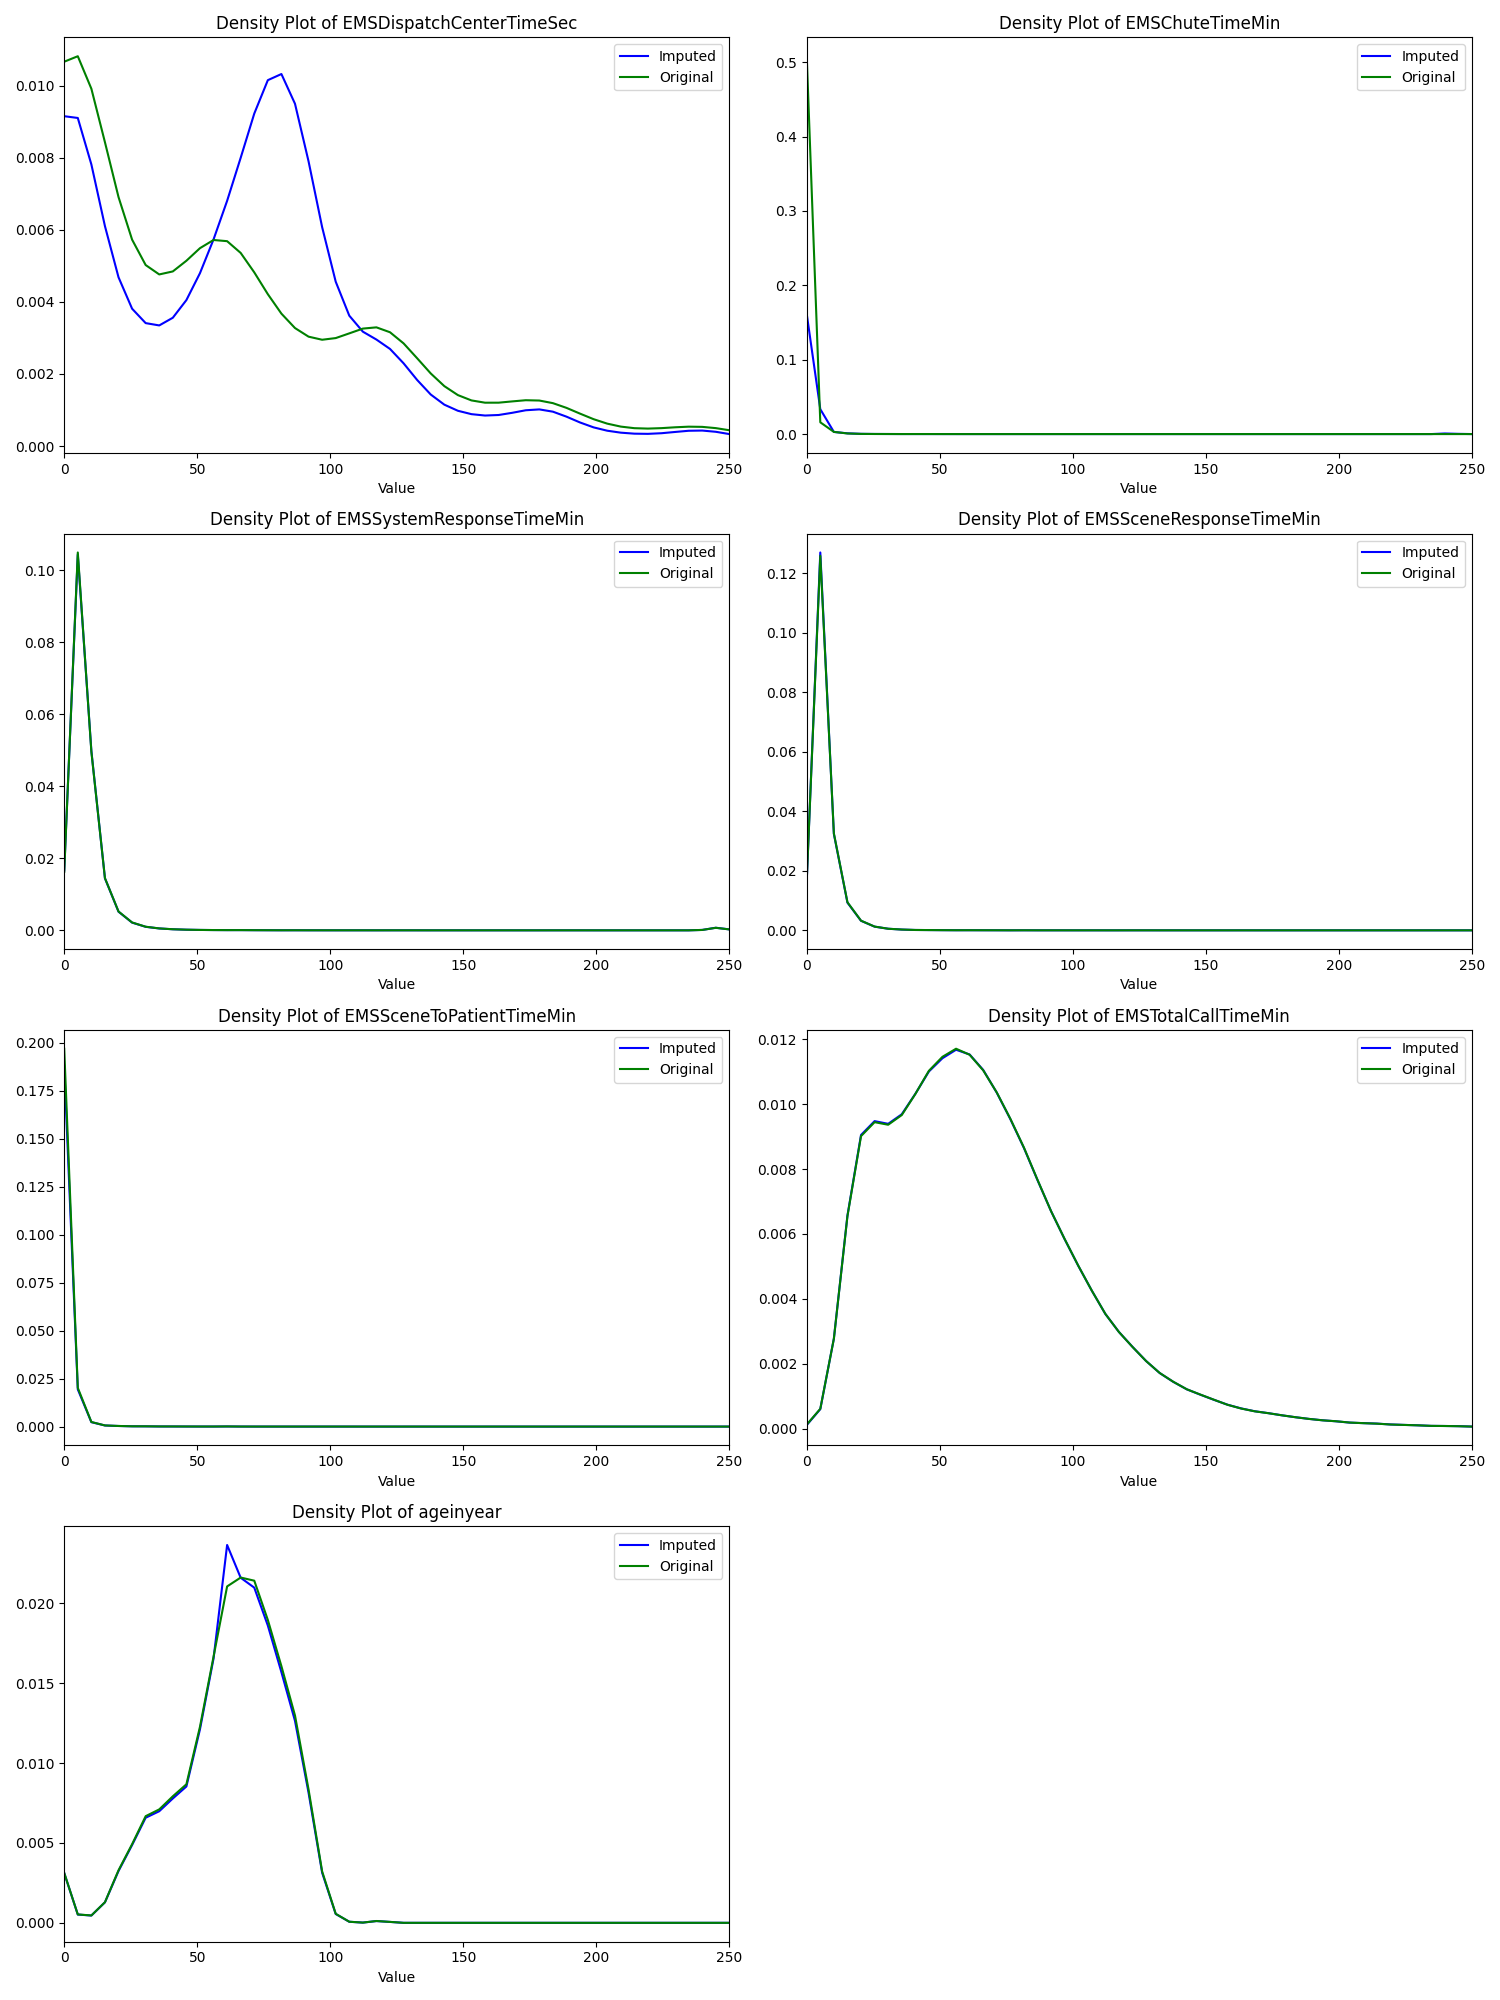 Density Plot of EMSDispatchCenterTimeSec
Imputed
Original
0.010
0.008
0.006
0.004
0.002
0.000
0 50 100 150 200 250
Value
Density Plot of EMSChuteTimeMin
Imputed
Original
0.5
0.4
0.3
0.2
0.1
0.0
0 50 100 150 200 250
Value
Density Plot of EMSSystemResponseTimeMin
Imputed
Original
0.10
0.08
0.06
0.04
0.02
0.00
0 50 100 150 200 250
Value
Density Plot of EMSSceneResponseTimeMin
Imputed
Original
0.12
0.10
0.08
0.06
0.04
0.02
0.00
0 50 100 150 200 250
Value
Density Plot of EMSSceneToPatientTimeMin
Imputed
Original
0.200
0.175
0.150
0.125
0.100
0.075
0.050
0.025
0.000
0 50 100 150 200 250
Value
Density Plot of EMSTotalCallTimeMin
Imputed
Original
0.012
0.010
0.008
0.006
0.004
0.002
0.000
0 50 100 150 200 250
Value
Density Plot of ageinyear
Imputed
Original
0.020
0.015
0.010
0.005
0.000
0 50 100 150 200 250
Value